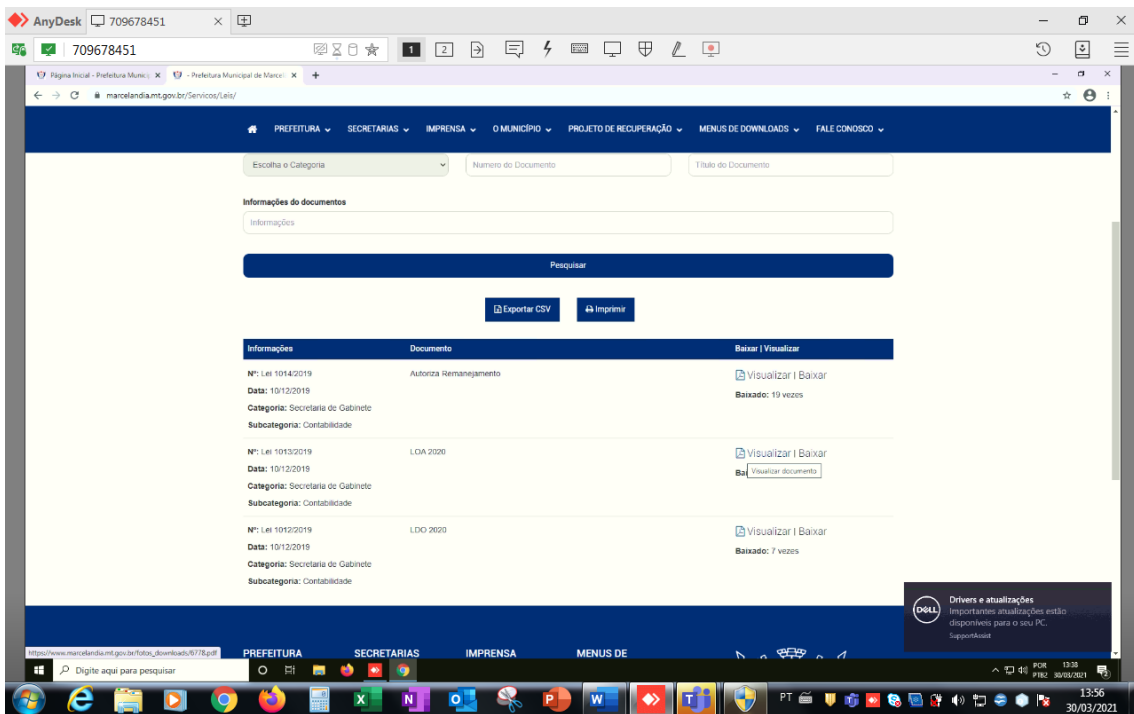 AnyDesk 709678451
709678451
1 2
Página Inicial - Prefeitura Munici - Prefeitura Municipal de Marcel
marcelandia.mt.gov.br/Servicos/Leis/
PREFEITURA SECRETARIAS IMPRENSA O MUNICÍPIO PROJETO DE RECUPERAÇÃO MENUS DE DOWNLOADS FALE CONOSCO
Escolha o Categoria Numero do Documento Título do Documento
Informações do documentos
Informações
Pesquisar
Exportar CSV Imprimir
Informações Documento Baixar | Visualizar
Nº: Lei 1014/2019 Autoriza Remanejamento Visualizar | Baixar
Data: 10/12/2019 Baixado: 19 vezes
Categoria: Secretaria de Gabinete
Subcategoria: Contabilidade
Nº: Lei 1013/2019 LOA 2020 Visualizar | Baixar
Data: 10/12/2019 Visualizar documento
Categoria: Secretaria de Gabinete
Subcategoria: Contabilidade
Nº: Lei 1012/2019 LDO 2020 Visualizar | Baixar
Data: 10/12/2019 Baixado: 7 vezes
Categoria: Secretaria de Gabinete
Subcategoria: Contabilidade
DELL Drivers e atualizações
Importantes atualizações estão
disponíveis para o seu PC.
SupportAssist
https://www.marcelandia.mt.gov.br/fotos_downloads/6778.pdf PREFEITURA SECRETARIAS IMPRENSA MENUS DE
Digite aqui para pesquisar POR 13:38
PTB2 30/03/2021
PT 13:56
30/03/2021